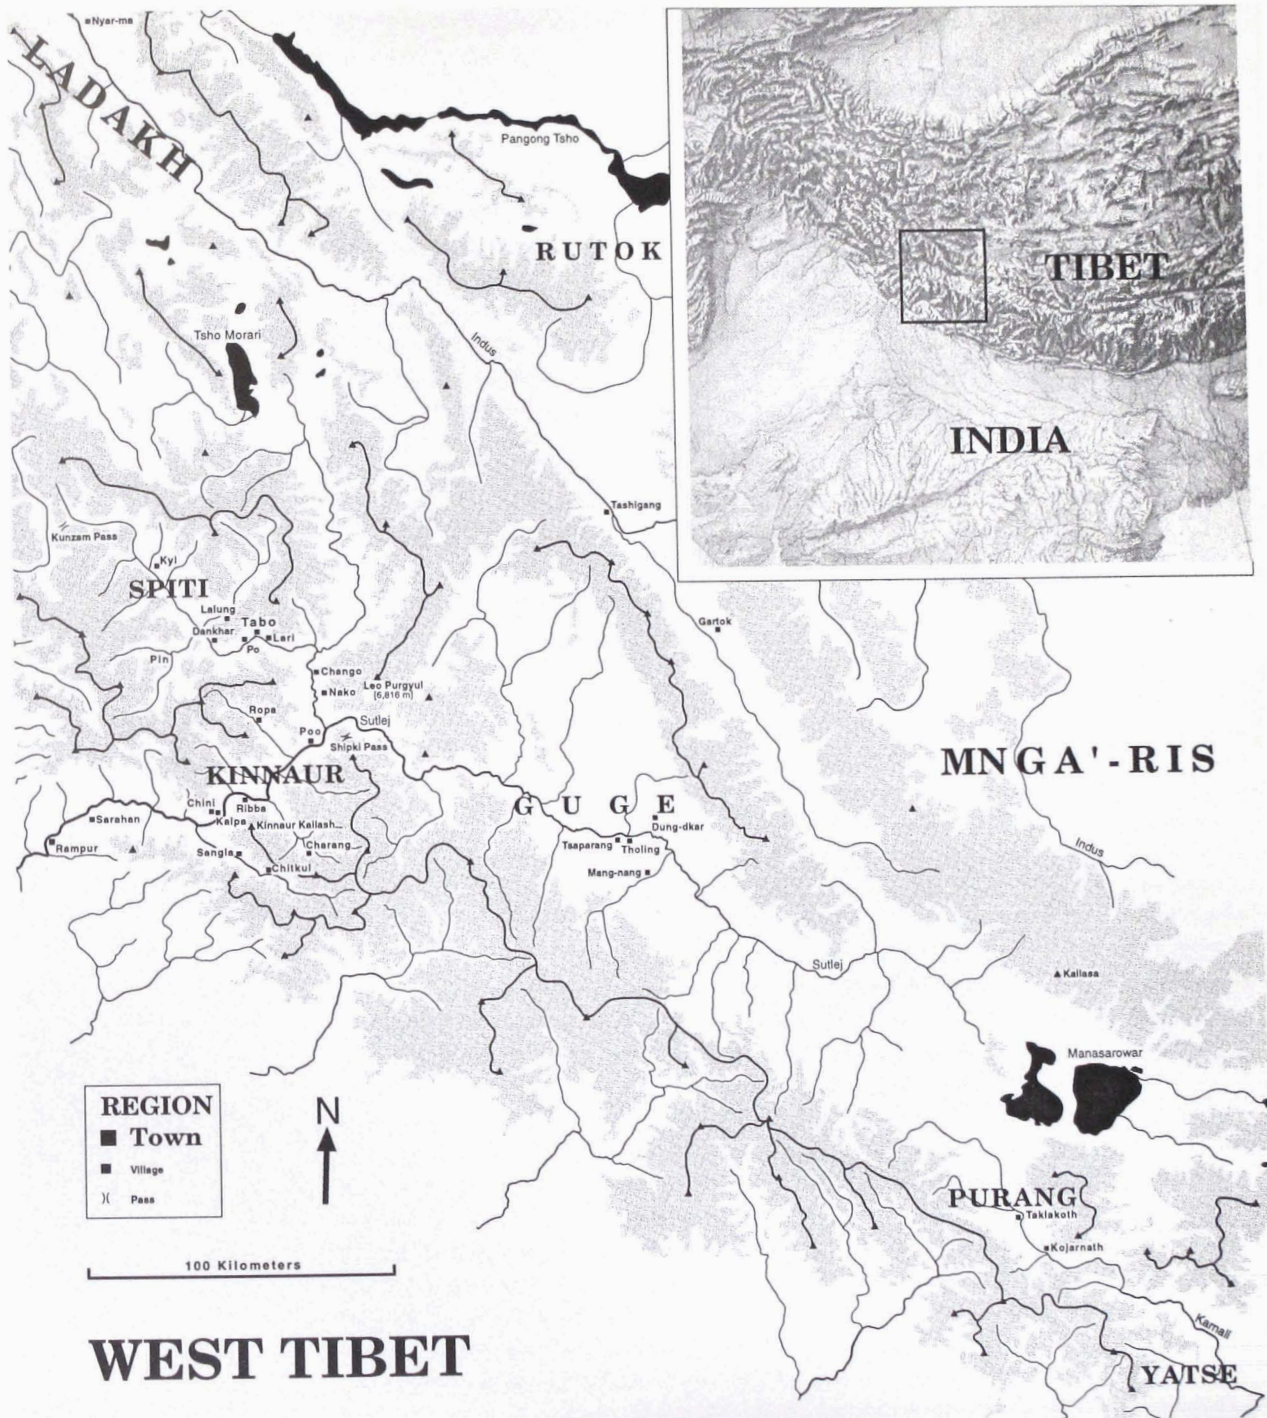 Nyar-ma
LADAKH
Pangong Tsho
RUTOK
TIBET
INDIA
Tsho Morari
Indus
Tashigang
Kunzam Pass
Kyi
SPITI
Lalung
Tabo
Dankhar
Lari
Po
Pin
Gartok
Chango
Nako
Leo Purgyul
[6,816 m]
Ropa
Sutlej
Poo
Shipki Pass
MNGA'-RIS
KINNAUR
GUGE
Chini
Ribba
Kalpa
Kinnaur Kailash
Sarahan
Dung-dkar
Rampur
Sangla
Charang
Tsaparang
Tholing
Chitkul
Mang-nang
Indus
Sutlej
Kailasa
Manasarowar
REGION
Town
Village
)( Pass
N
PURANG
Taklakoth
Kojarnath
100 Kilometers
Karnali
WEST TIBET
YATSE